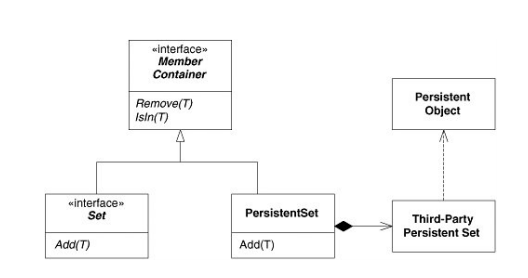 «interface»
Member
Container
Remove(T)
IsIn(T)
Persistent
Object
«interface»
Set
Add(T)
PersistentSet
Add(T)
Third-Party
Persistent Set